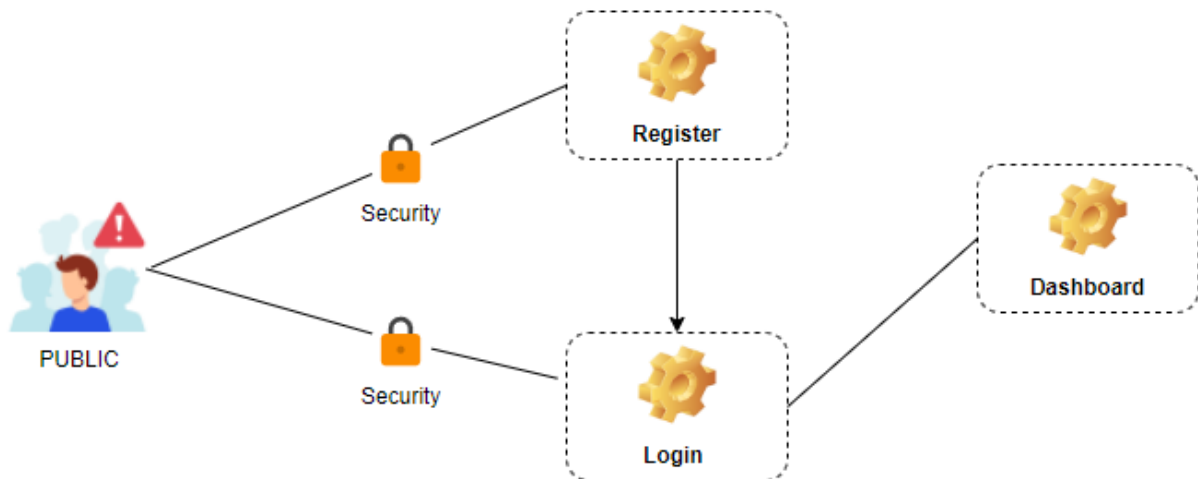 Register
Security
Dashboard
PUBLIC
Security
Login